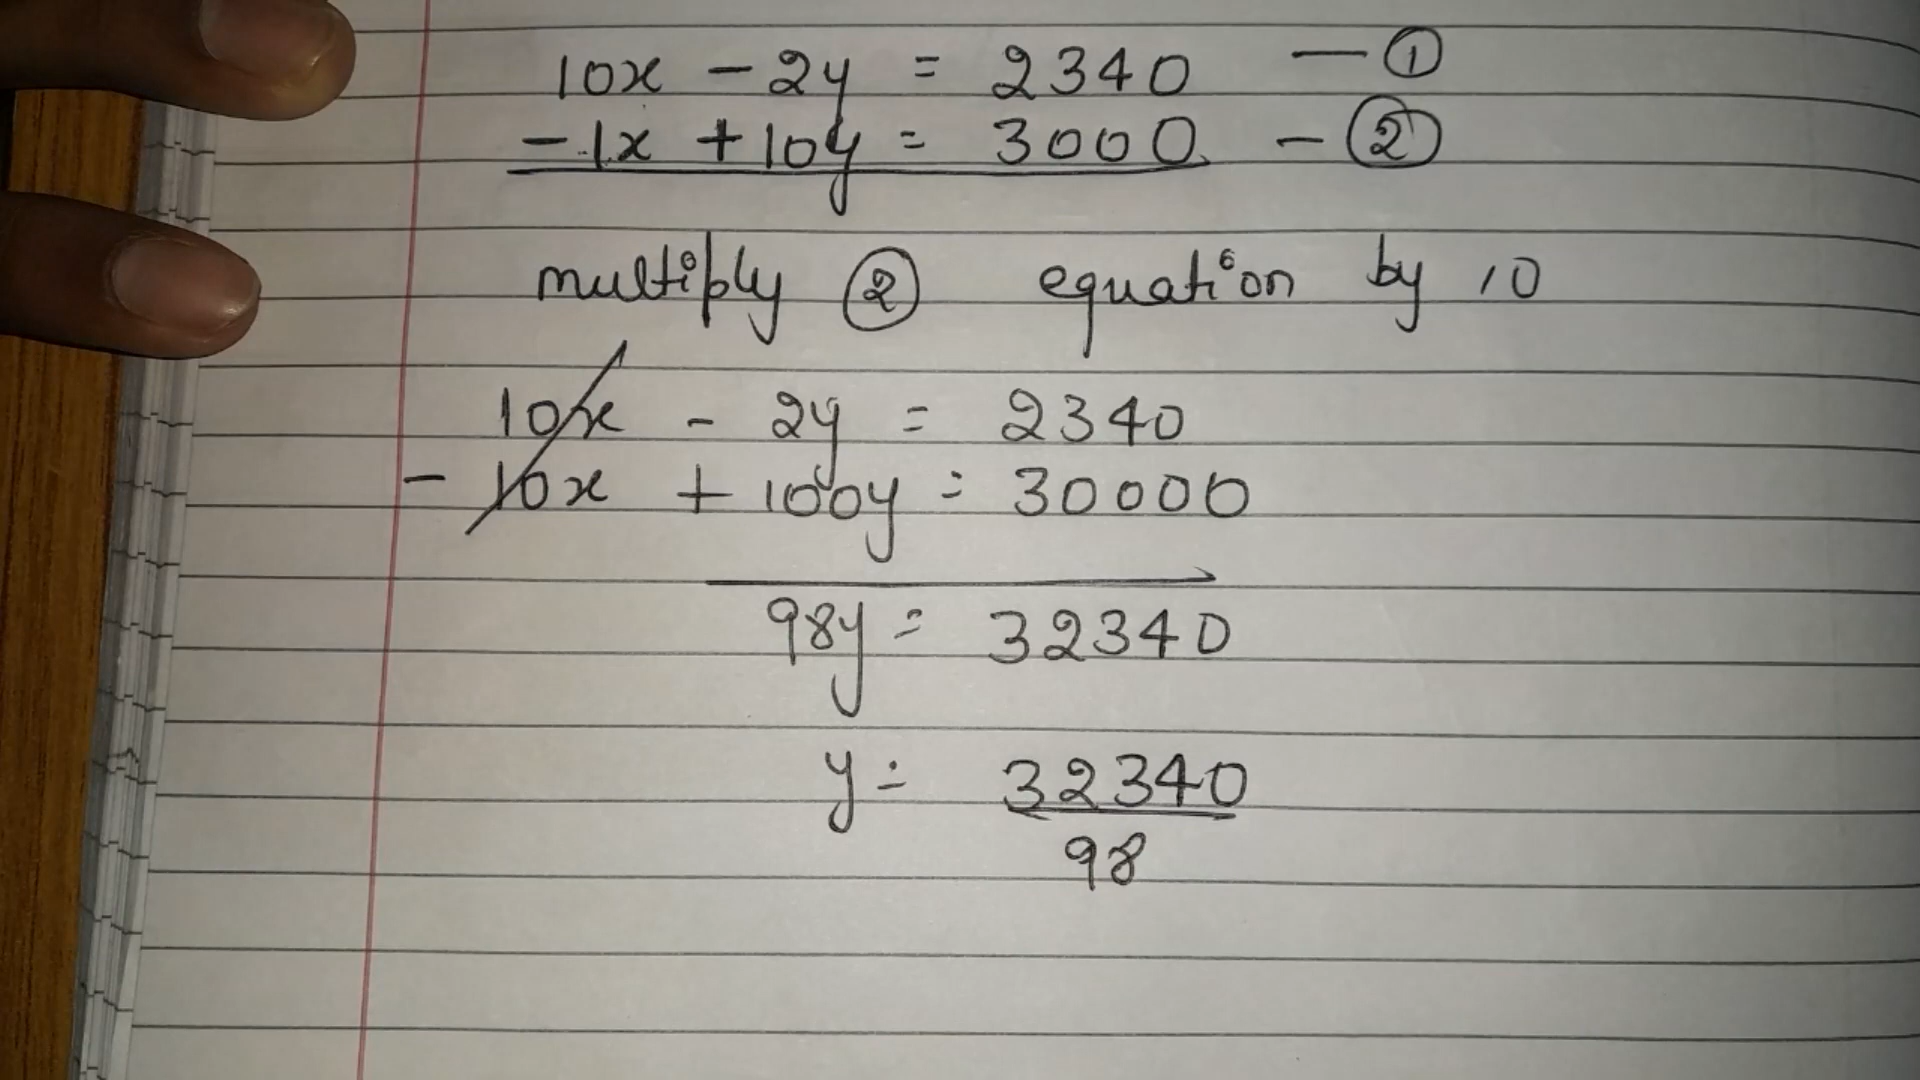 10x - 2y = 2340 — ①
- 1x + 10y = 3000 - ②
multiply ② equation by 10
10x - 2y = 2340
- 10x + 100y = 30000
98y = 32340
y = 32340
98